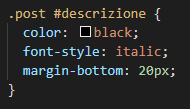 .post #descrizione {
  color: black;
  font-style: italic;
  margin-bottom: 20px;
}